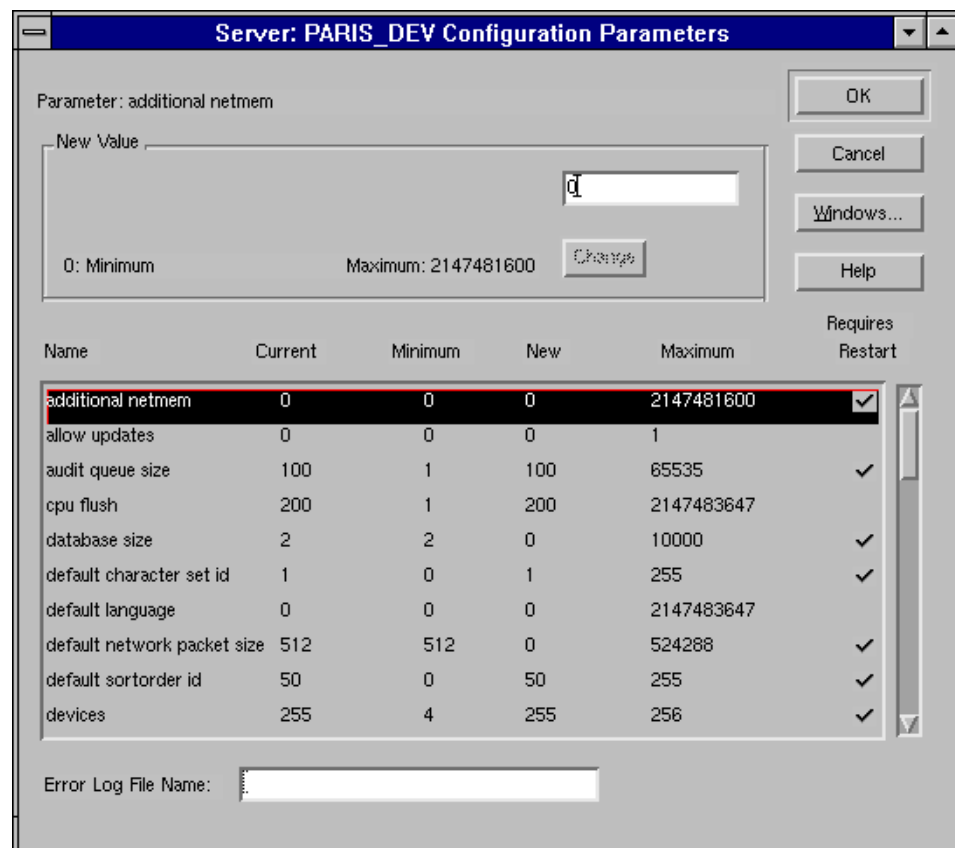 Server: PARIS_DEV Configuration Parameters
Parameter: additional netmem
OK
New Value
Cancel
0
Windows...
0: Minimum Maximum: 2147481600 Change
Help
Requires
Name Current Minimum New Maximum Restart
additional netmem 0 0 0 2147481600
allow updates 0 0 0 1
audit queue size 100 1 100 65535
cpu flush 200 1 200 2147483647
database size 2 2 0 10000
default character set id 1 0 1 255
default language 0 0 0 2147483647
default network packet size 512 512 0 524288
default sortorder id 50 0 50 255
devices 255 4 255 256
Error Log File Name: